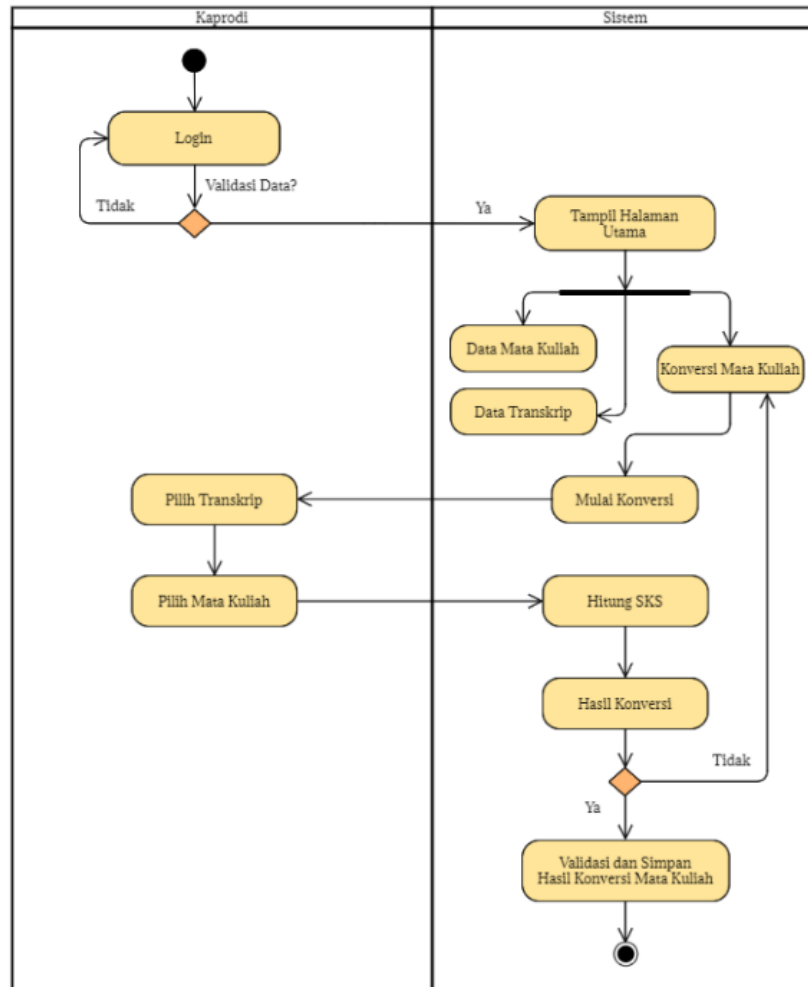 Kaprodi
Sistem
Login
Validasi Data?
Tidak
Ya
Tampil Halaman
Utama
Data Mata Kuliah
Konversi Mata Kuliah
Data Transkrip
Pilih Transkrip
Mulai Konversi
Pilih Mata Kuliah
Hitung SKS
Hasil Konversi
Tidak
Ya
Validasi dan Simpan
Hasil Konversi Mata Kuliah